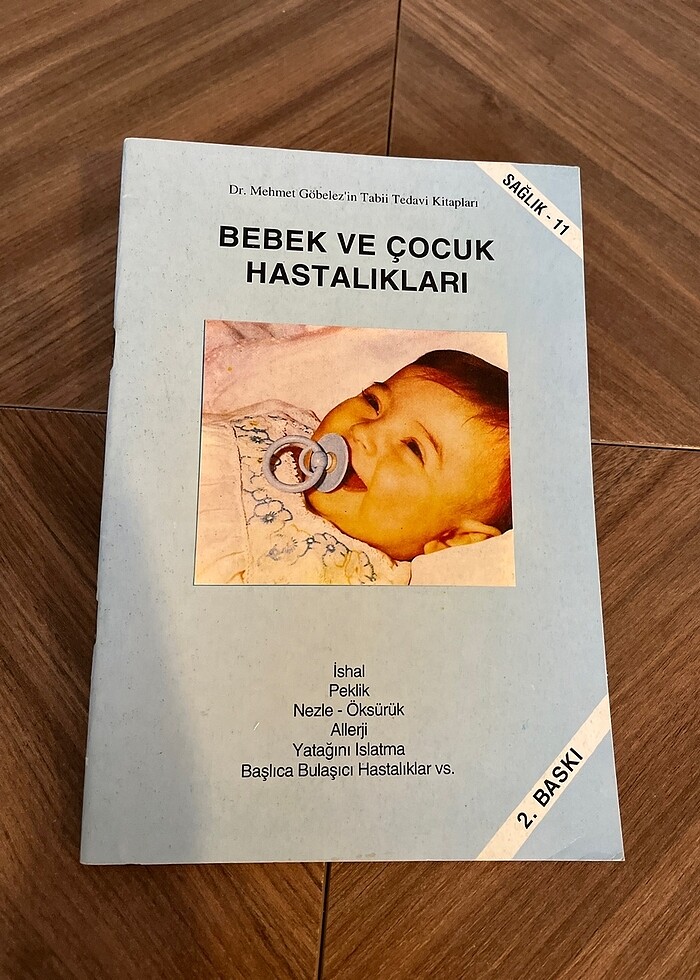 Dr. Mehmet Göbelez'in Tabii Tedavi Kitapları
SAĞLIK - 11
BEBEK VE ÇOCUK
HASTALIKLARI
İshal
Peklik
Nezle - Öksürük
Allerji
Yatağını Islatma
Başlıca Bulaşıcı Hastalıklar vs.
2. BASKI